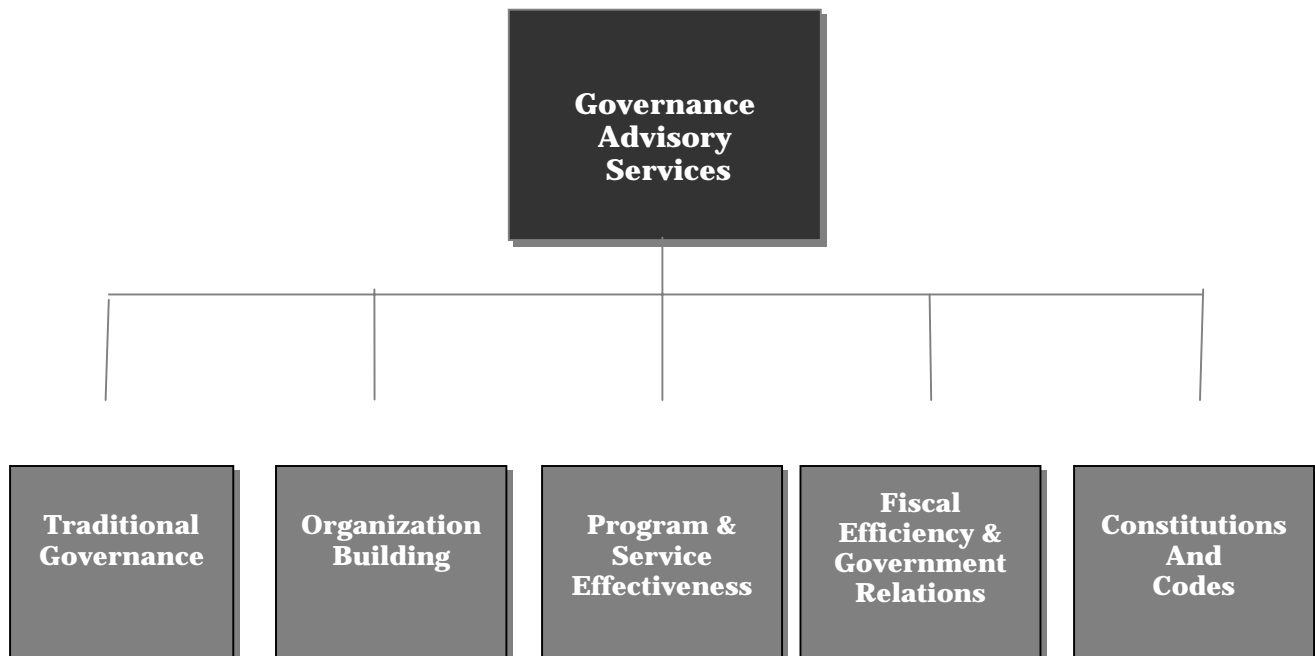 Governance
Advisory
Services
Traditional
Governance
Organization
Building
Program &
Service
Effectiveness
Fiscal
Efficiency &
Government
Relations
Constitutions
And
Codes